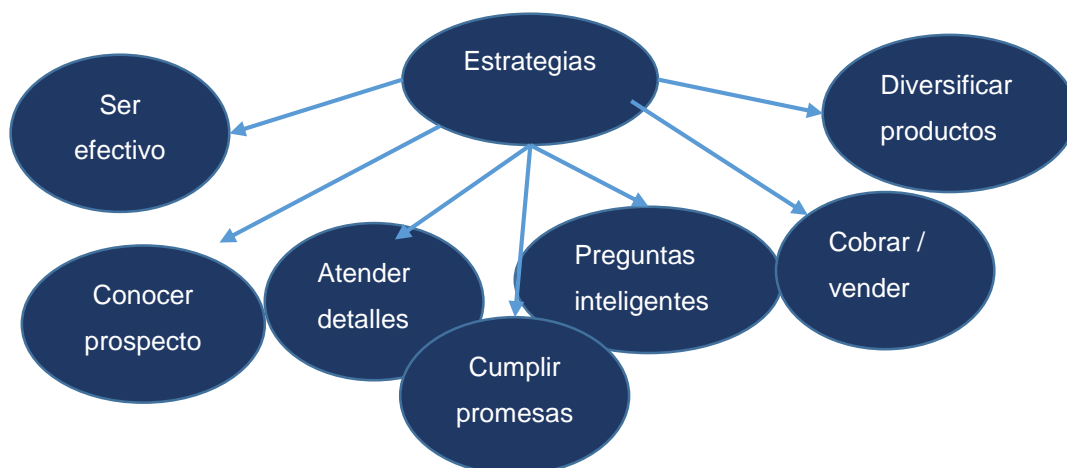 Estrategias
Ser
efectivo
Diversificar
productos
Conocer
prospecto
Atender
detalles
Cumplir
promesas
Preguntas
inteligentes
Cobrar /
vender